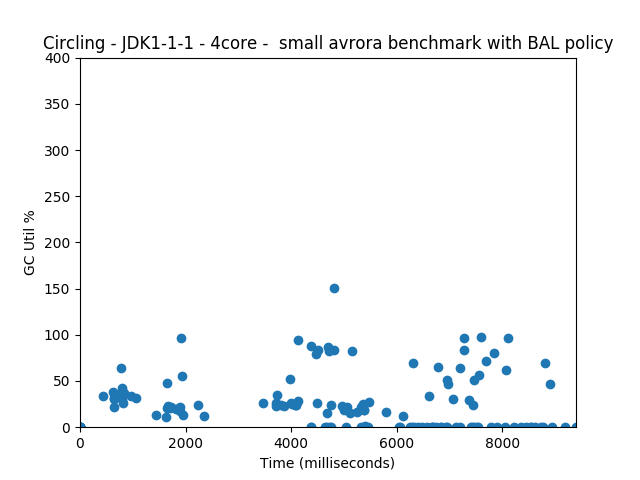 Circling - JDK1-1-1 - 4core -  small avrora benchmark with BAL policy
400
350
300
250
200
150
100
50
0
GC Util %
0 2000 4000 6000 8000
Time (milliseconds)